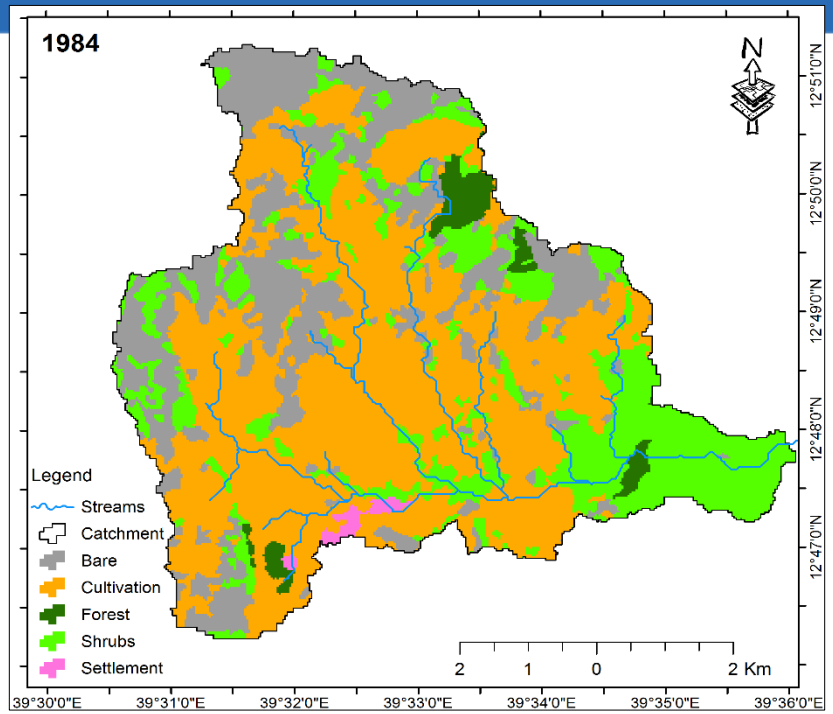 1984
N
12°51'0"N
12°50'0"N
12°49'0"N
12°48'0"N
12°47'0"N
Legend
Streams
Catchment
Bare
Cultivation
Forest
Shrubs
Settlement
2 1 0 2 Km
39°30'0"E 39°31'0"E 39°32'0"E 39°33'0"E 39°34'0"E 39°35'0"E 39°36'0"E